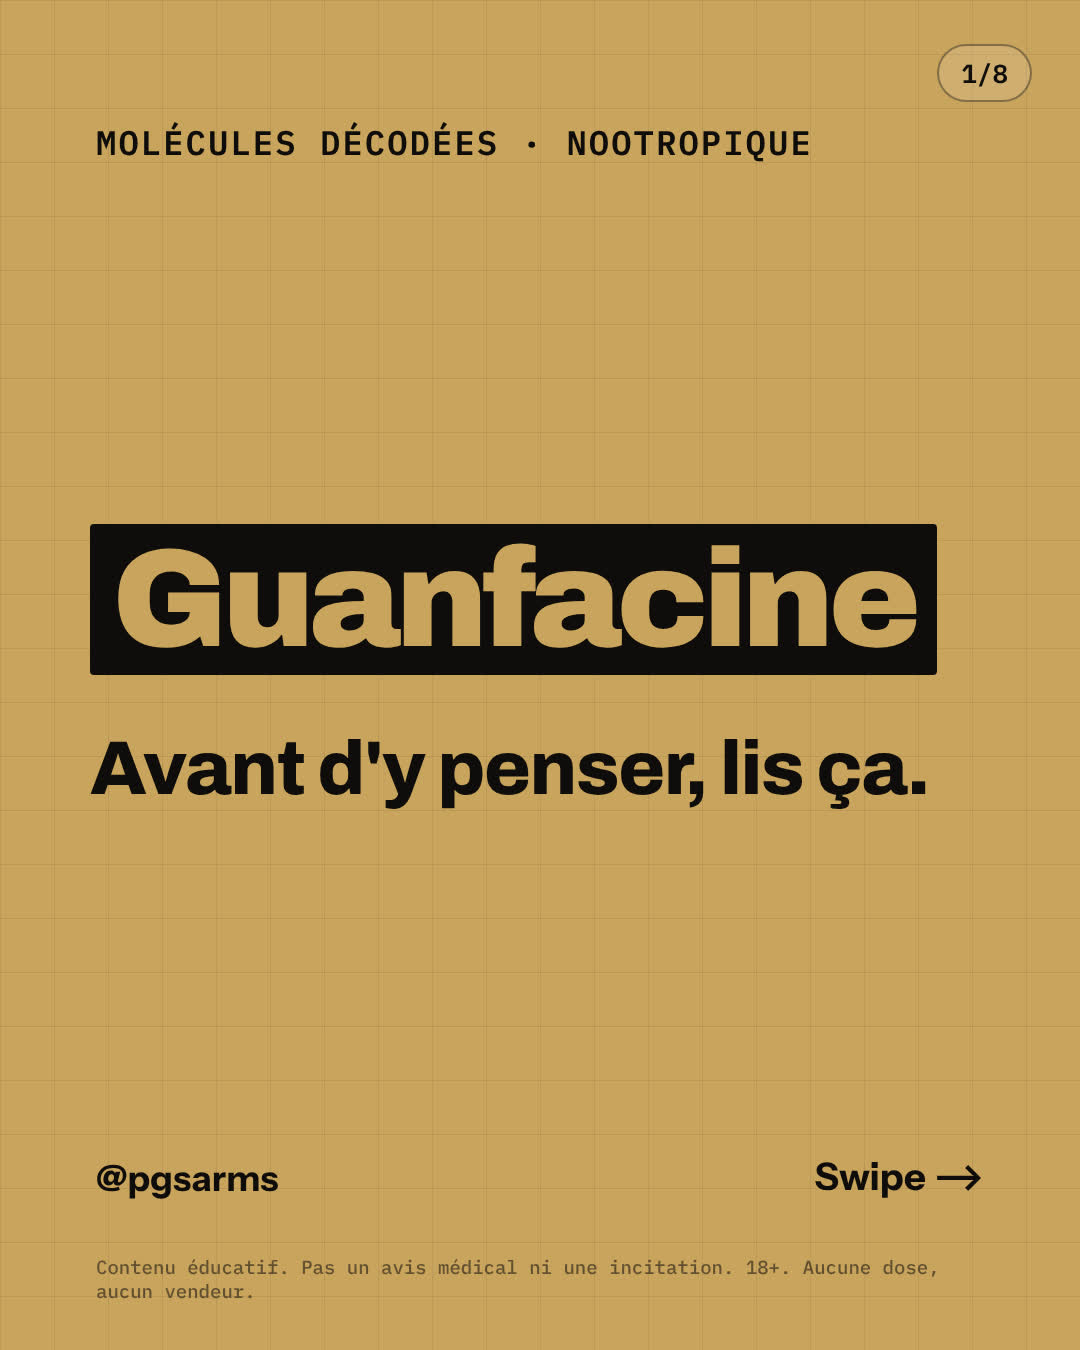 1/8
MOLÉCULES DÉCODÉES · NOOTROPIQUE
Guanfacine
Avant d'y penser, lis ça.
@pgsarms
Swipe →
Contenu éducatif. Pas un avis médical ni une incitation. 18+. Aucune dose,
aucun vendeur.